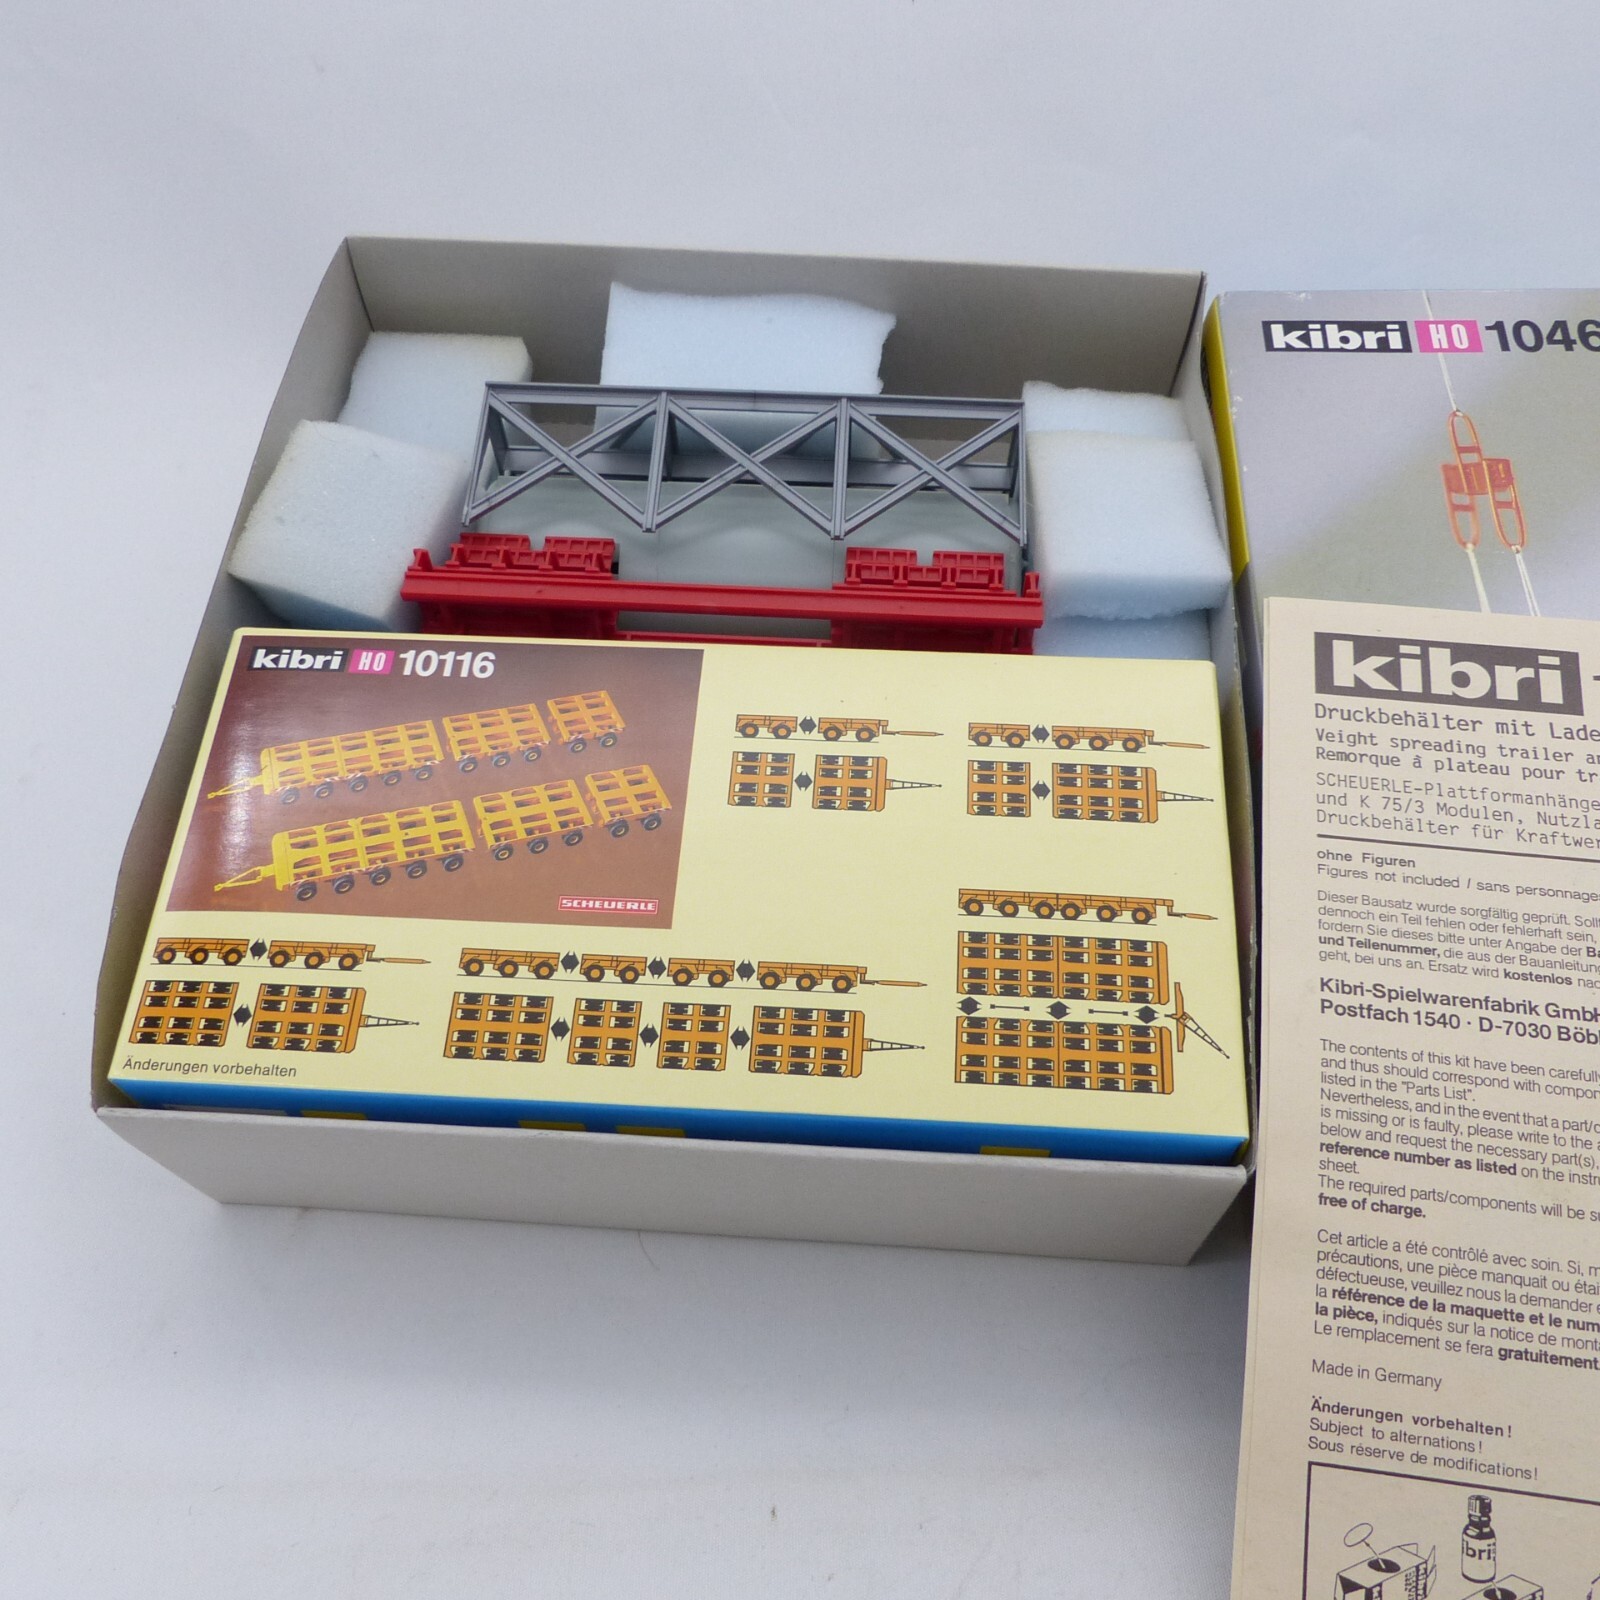 kibri HO 10116
SCHEUERLE
Änderungen vorbehalten
kibri HO 1046
kibri
Druckbehälter mit Lade
Veight spreading trailer a
Remorque à plateau pour tr
SCHEUERLE-Plattformanhänge
und K 75/3 Modulen, Nutzla
Druckbehälter für Kraftwer
ohne Figuren
Figures not included / sans personnages
Dieser Bausatz wurde sorgfältig geprüft. Soll
dennoch ein Teil fehlen oder fehlerhaft sein,
fordern Sie dieses bitte unter Angabe der Ba
und Teilenummer, die aus der Bauanleitung
geht, bei uns an. Ersatz wird kostenlos nac
Kibri-Spielwarenfabrik GmbH
Postfach 1540 · D-7030 Böbl
The contents of this kit have been carefully
and thus should correspond with compon
listed in the "Parts List".
Nevertheless, and in the event that a part/c
is missing or is faulty, please write to the a
below and request the necessary part(s),
reference number as listed on the instru
sheet.
The required parts/components will be su
free of charge.
Cet article a été contrôlé avec soin. Si, m
précautions, une pièce manquait ou étai
défectueuse, veuillez nous la demander e
la référence de la maquette et le num
la pièce, indiqués sur la notice de monta
Le remplacement se fera gratuitement.
Made in Germany
Änderungen vorbehalten!
Subject to alternations!
Sous réserve de modifications!
ibri